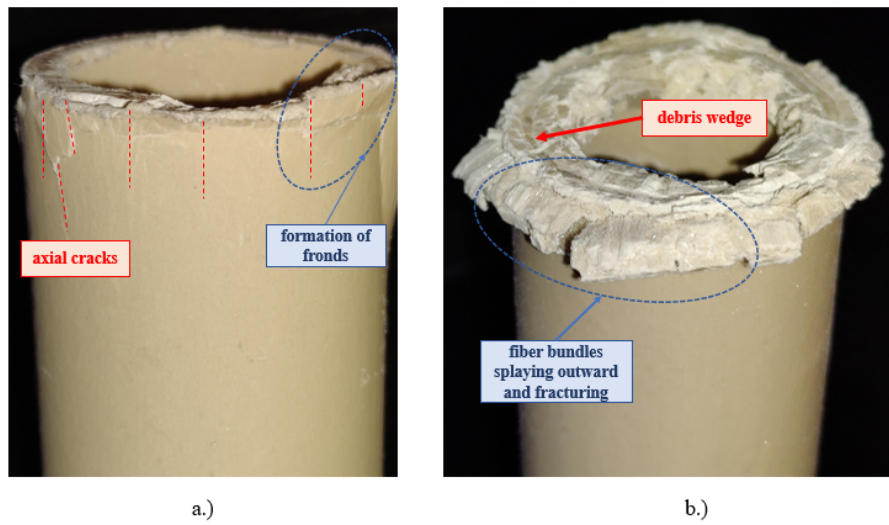 axial cracks
formation of
fronds
debris wedge
fiber bundles
splaying outward
and fracturing
a.)
b.)